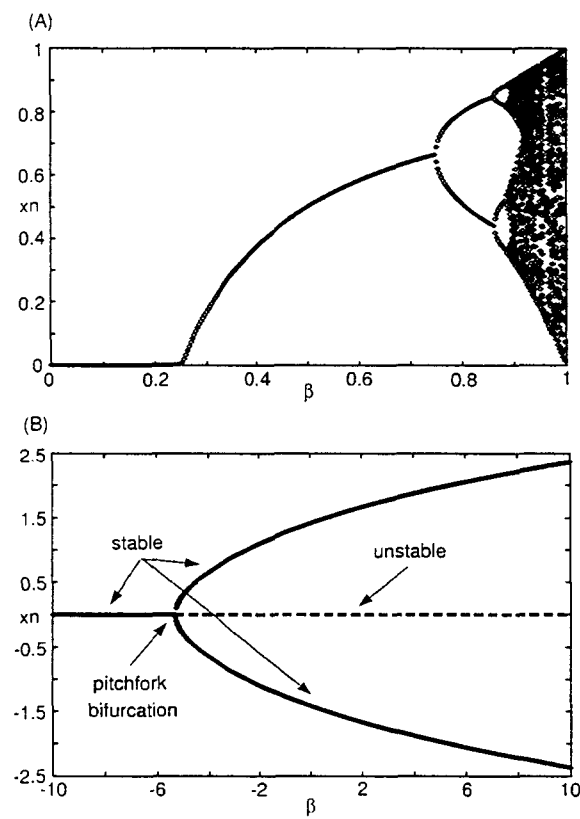 (A)
1
0.8
0.6
xn
0.4
0.2
0
0 0.2 0.4 0.6 0.8 1
β
(B)
2.5
1.5
0.5
xn
-0.5
-1.5
-2.5
stable
unstable
pitchfork
bifurcation
-10 -6 -2 2 6 10
β